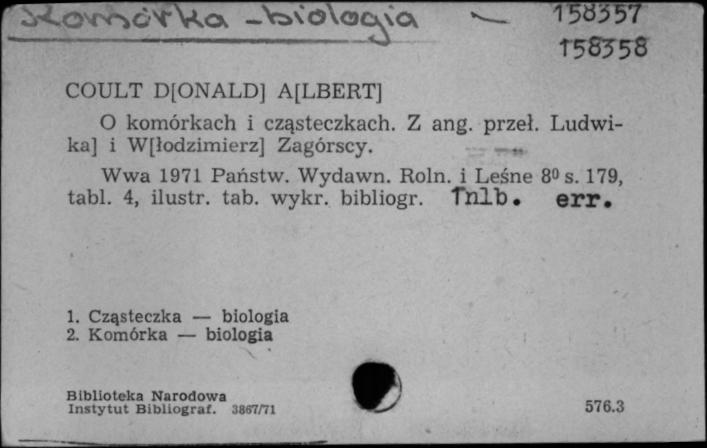 Komórka - biologia
158357
158358
COULT D[ONALD] A[LBERT]
O komórkach i cząsteczkach. Z ang. przeł. Ludwi-
ka] i W[łodzimierz] Zagórscy.
Wwa 1971 Państw. Wydawn. Roln. i Leśne 8⁰ s. 179,
tabl. 4, ilustr. tab. wykr. bibliogr. 1nlb. err.
1. Cząsteczka — biologia
2. Komórka — biologia
Biblioteka Narodowa
Instytut Bibliograf. 3867/71
576.3